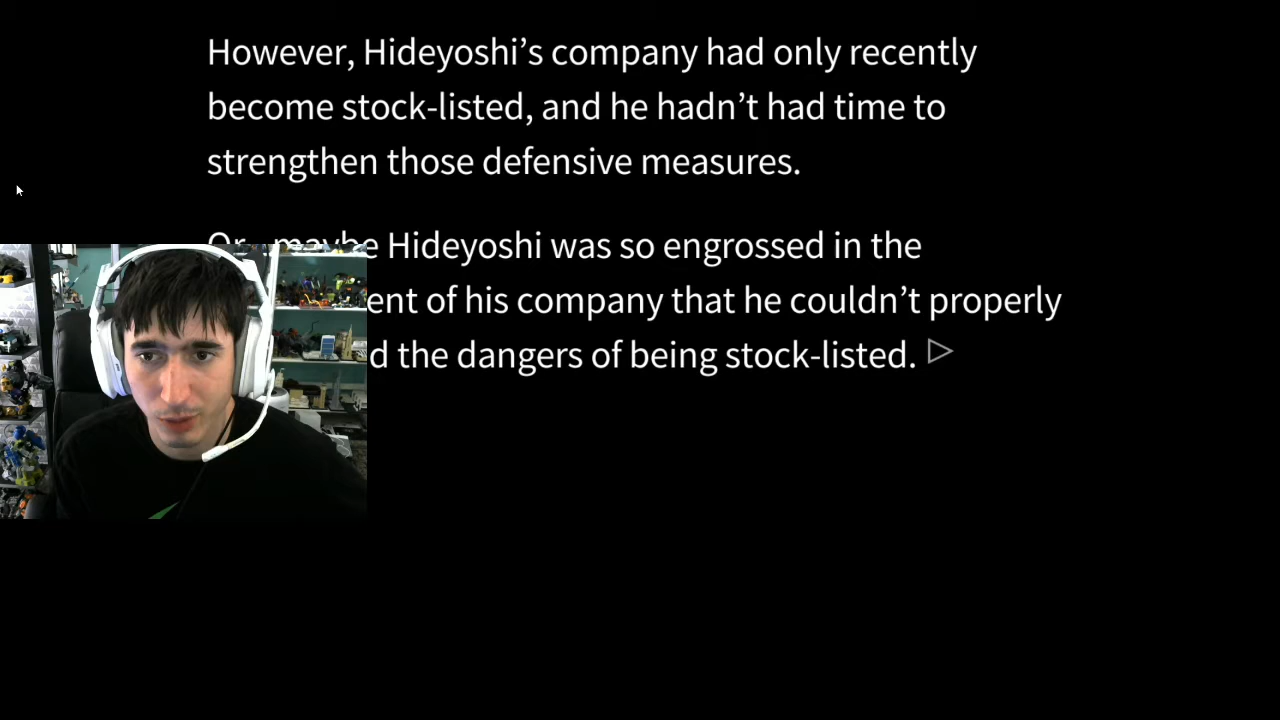 However, Hideyoshi’s company had only recently
become stock-listed, and he hadn’t had time to
strengthen those defensive measures.
Hideyoshi was so engrossed in the
of his company that he couldn’t properly
the dangers of being stock-listed.